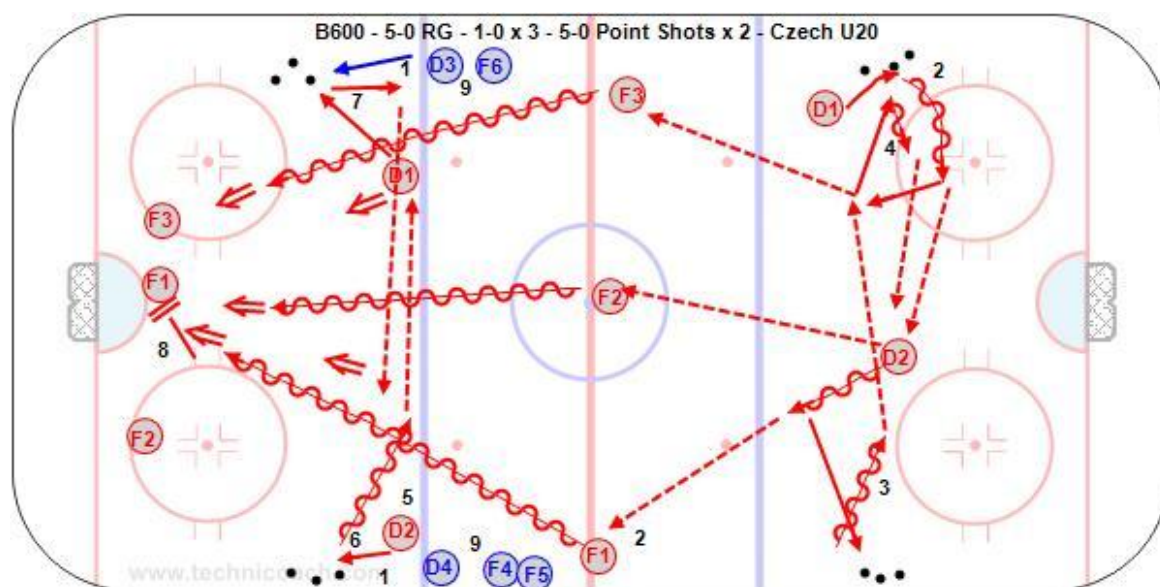 B600 - 5-0 RG - 1-0 x 3 - 5-0 Point Shots x 2 - Czech U20
1
D3
F6
2
7
9
F3
D1
4
D1
F3
F1
F2
8
D2
F2
3
5
6
D2
9
2
F1
1
D4
F4
F5
www.technicoach.com